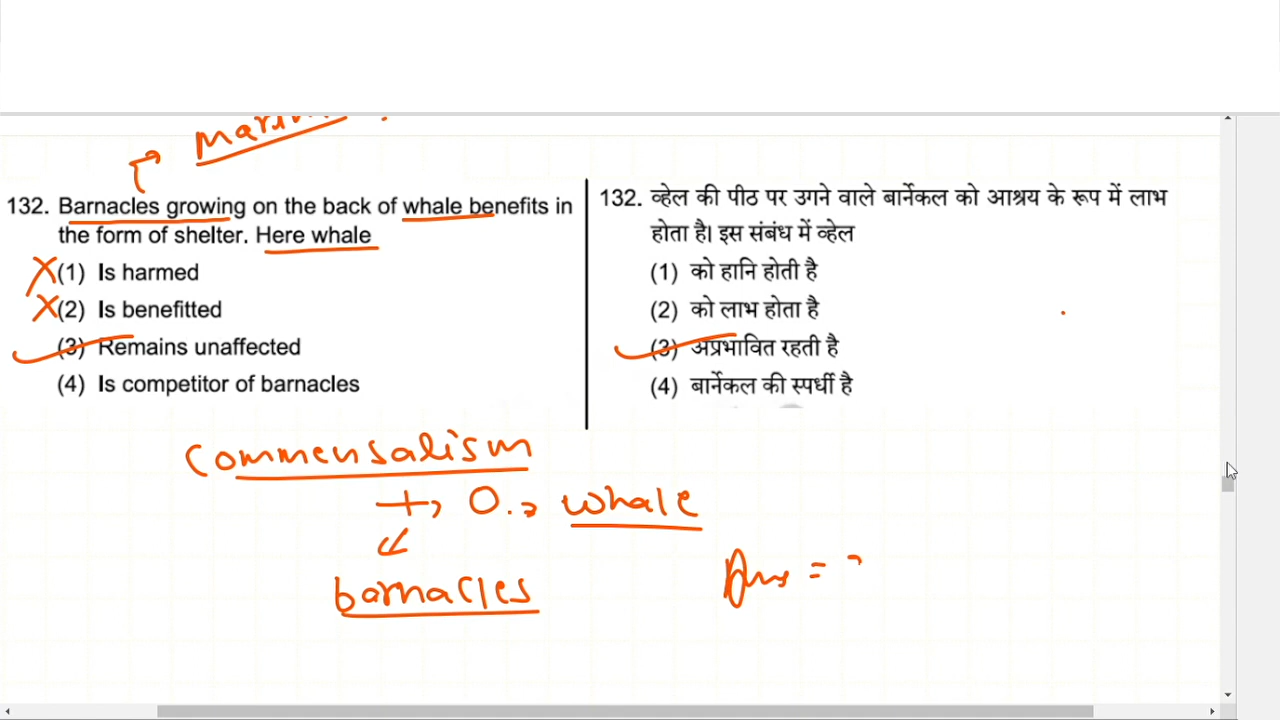 132. Barnacles growing on the back of whale benefits in
the form of shelter. Here whale
(1) Is harmed
(2) Is benefitted
(3) Remains unaffected
(4) Is competitor of barnacles
132. व्हेल की पीठ पर उगने वाले बार्नेकल को आश्रय के रूप में लाभ
होता है। इस संबंध में व्हेल
(1) को हानि होती है
(2) को लाभ होता है
(3) अप्रभावित रहती है
(4) बार्नेकल की स्पर्धी है
Commensalism
+, 0 → whale
barnacles
Ans =